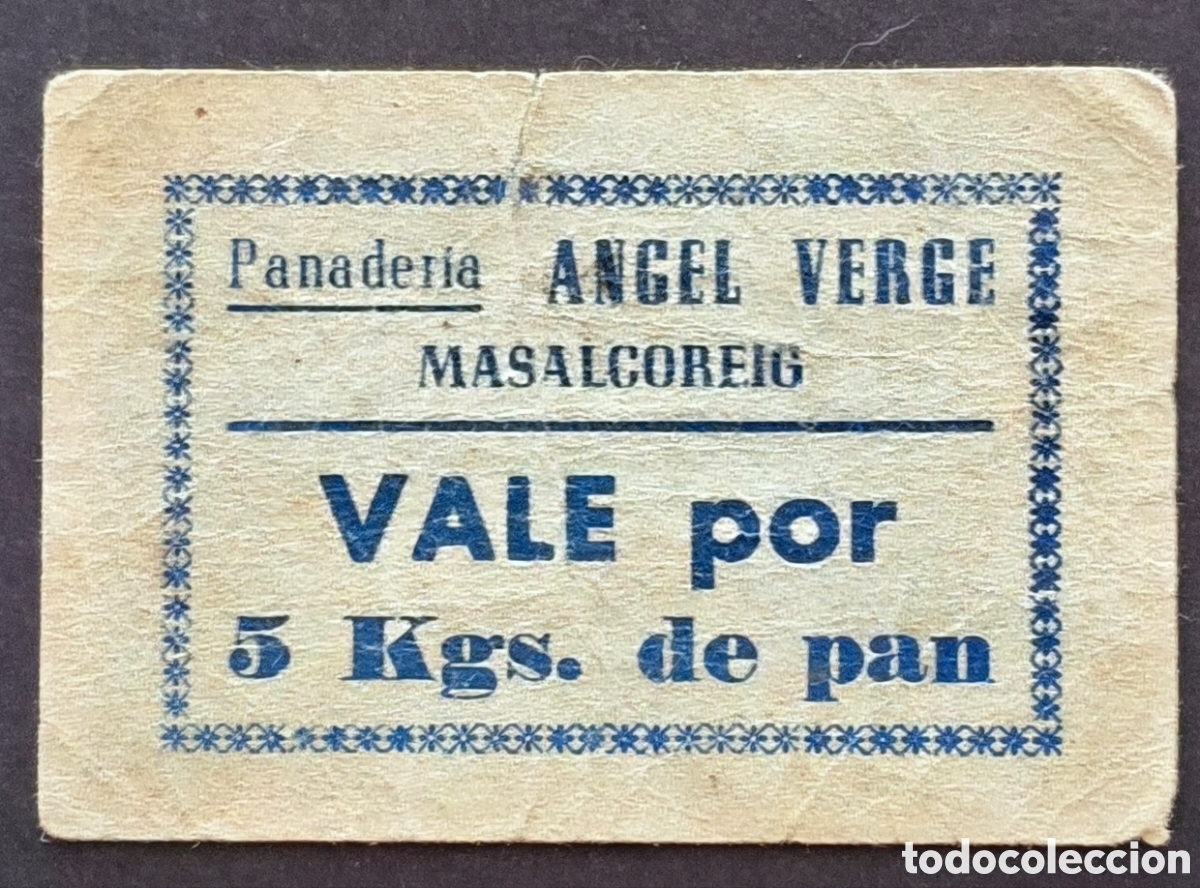 Panadería ANGEL VERGE
MASALCOREIG
VALE por
5 Kgs. de pan
todocoleccion